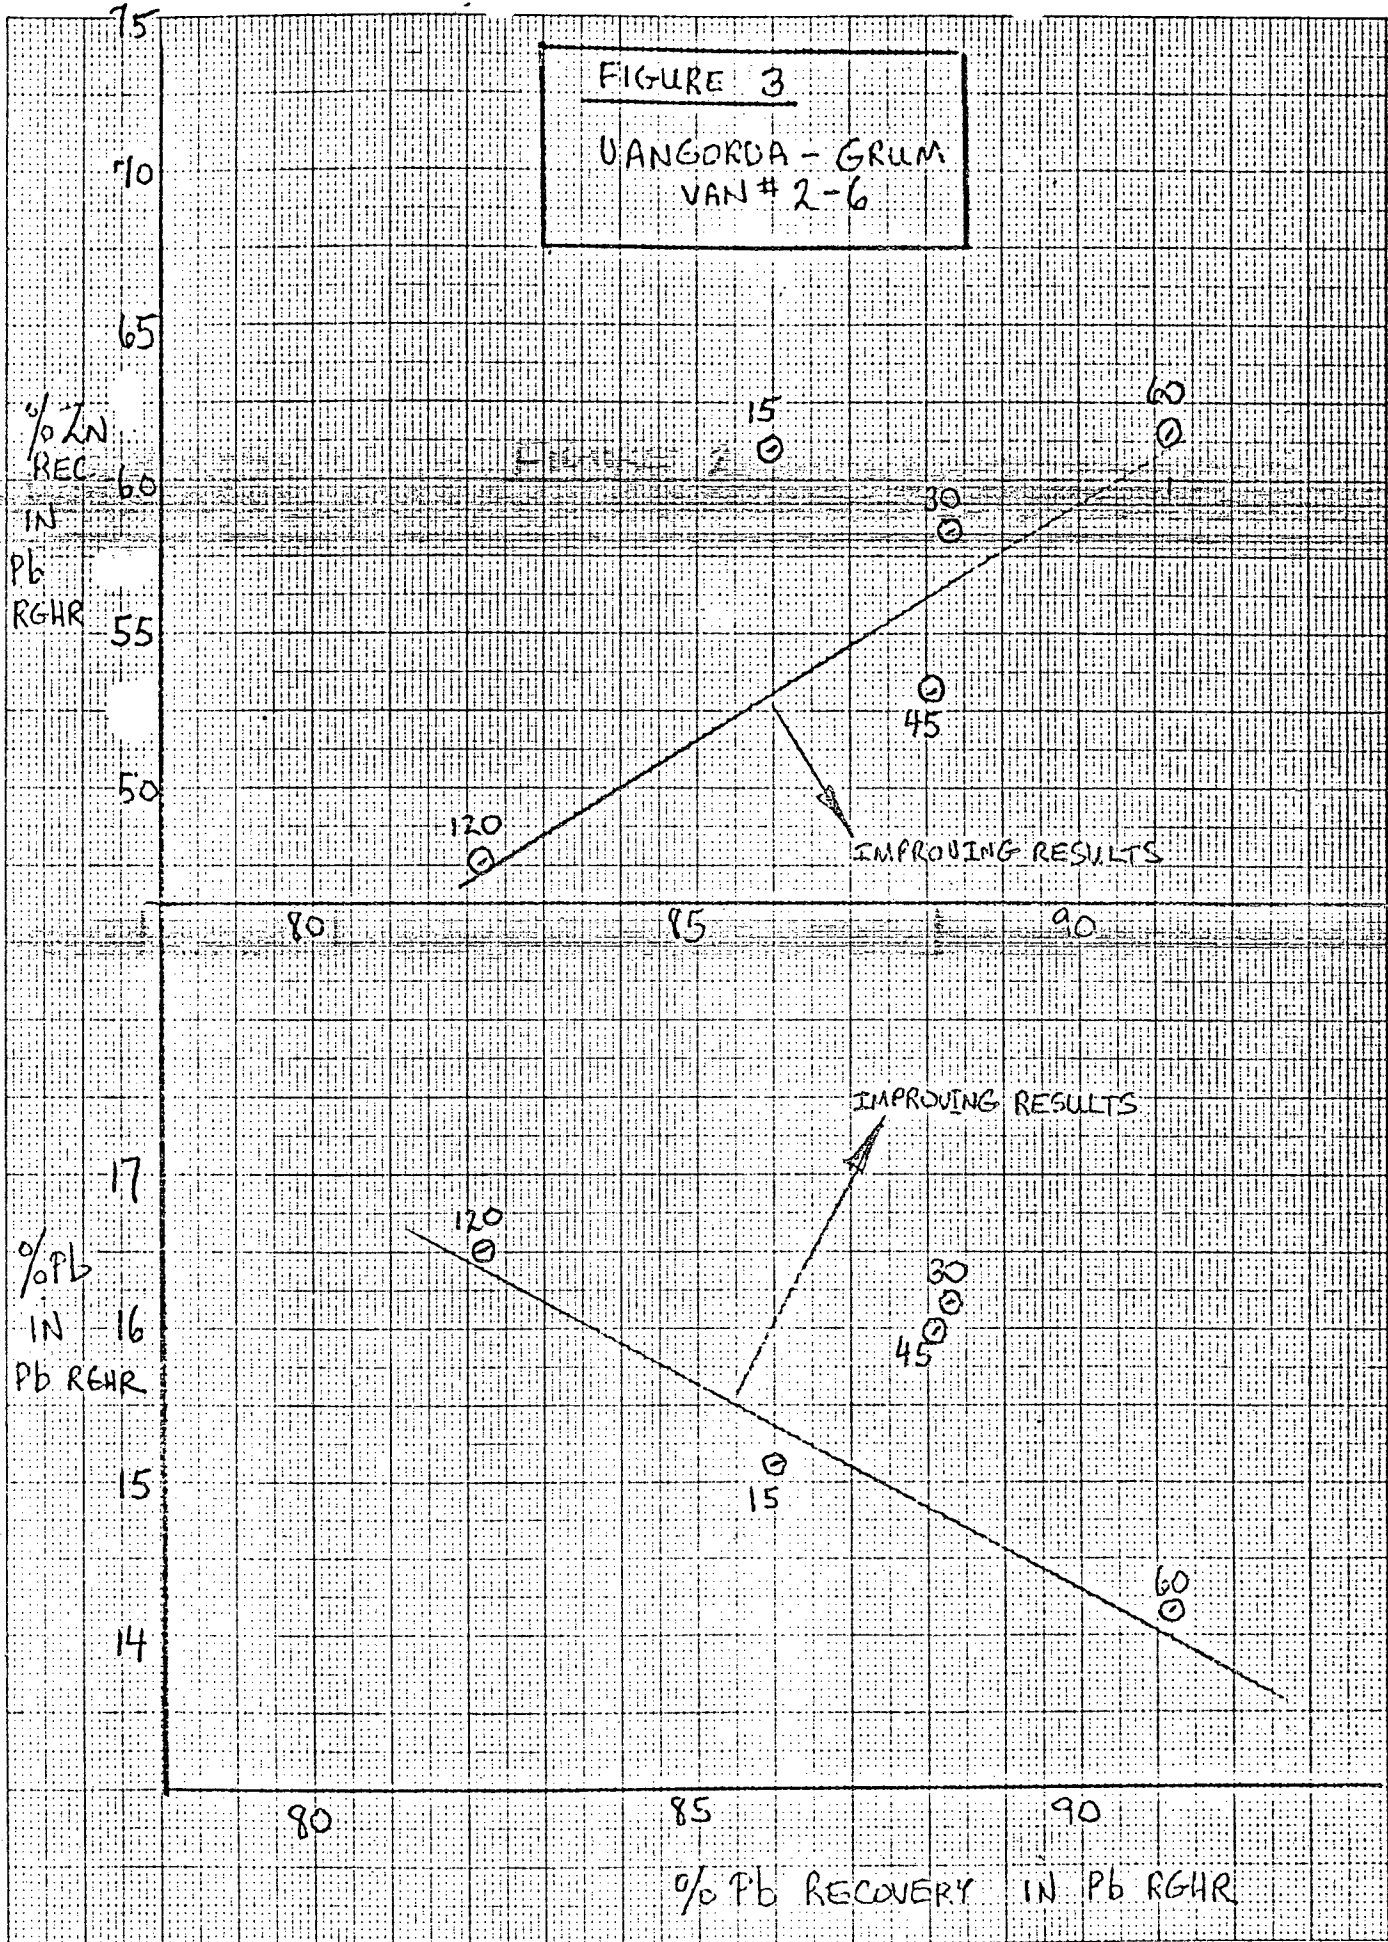 75
FIGURE 3
VANGORDA - GRUM
VAN # 2-6
70
65
% ZN
REC
IN
Pb
RGHR
60
55
50
15
60
30
45
120
IMPROVING RESULTS
80 85 90
IMPROVING RESULTS
17
% Pb
IN
Pb RGHR
16
15
14
120
30
45
15
60
80 85 90
% Pb RECOVERY IN Pb RGHR